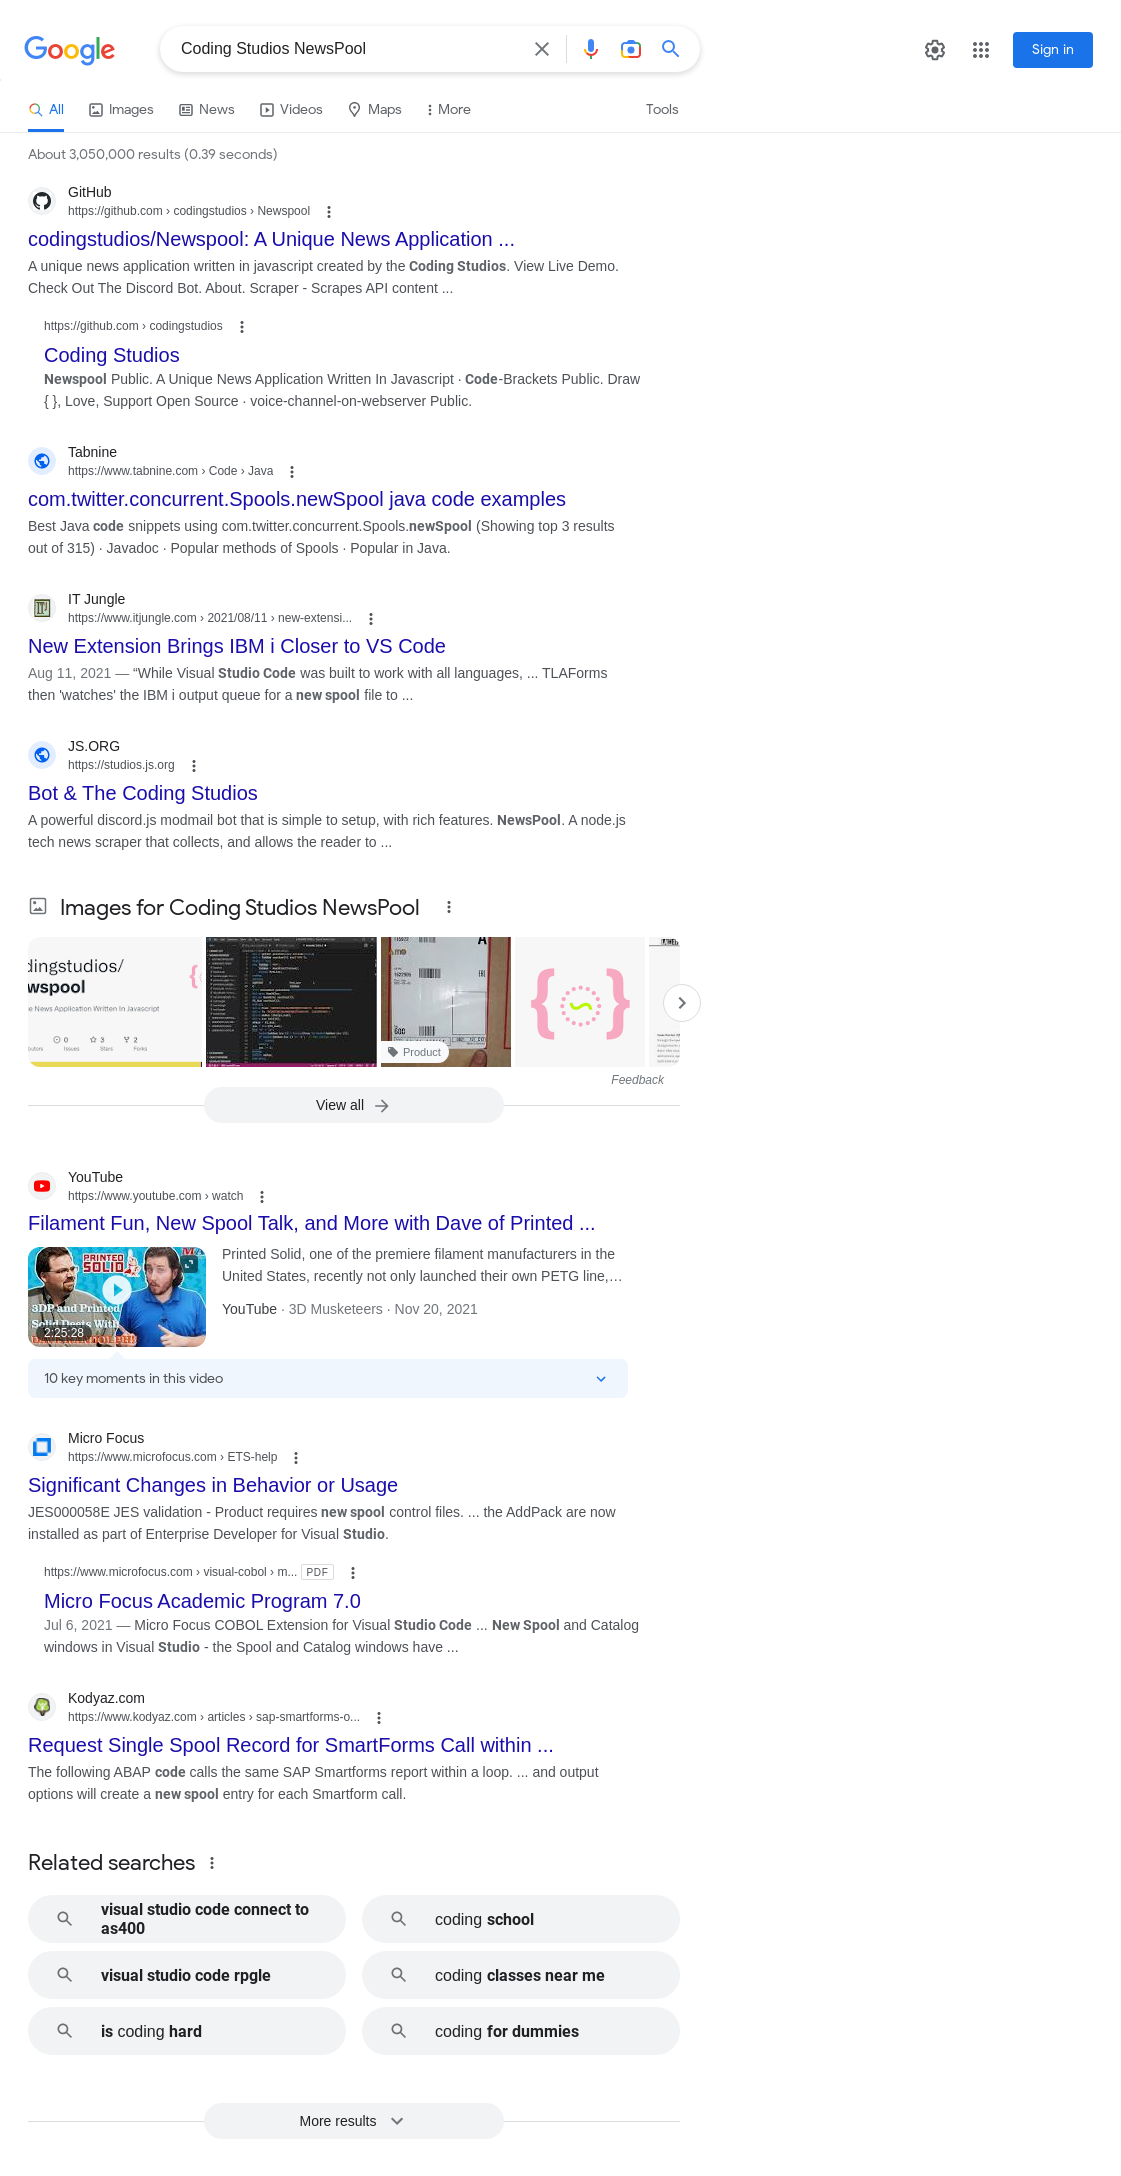 Google
Coding Studios NewsPool
Sign in
All
Images
News
Videos
Maps
More
Tools
About 3,050,000 results (0.39 seconds)
GitHub
https://github.com › codingstudios › Newspool
codingstudios/Newspool: A Unique News Application ...
A unique news application written in javascript created by the Coding Studios. View Live Demo.
Check Out The Discord Bot. About. Scraper - Scrapes API content ...
https://github.com › codingstudios
Coding Studios
Newspool Public. A Unique News Application Written In Javascript · Code-Brackets Public. Draw
{ }, Love, Support Open Source · voice-channel-on-webserver Public.
Tabnine
https://www.tabnine.com › Code › Java
com.twitter.concurrent.Spools.newSpool java code examples
Best Java code snippets using com.twitter.concurrent.Spools.newSpool (Showing top 3 results
out of 315) · Javadoc · Popular methods of Spools · Popular in Java.
IT Jungle
https://www.itjungle.com › 2021/08/11 › new-extensi...
New Extension Brings IBM i Closer to VS Code
Aug 11, 2021 — “While Visual Studio Code was built to work with all languages, ... TLAForms
then 'watches' the IBM i output queue for a new spool file to ...
JS.ORG
https://studios.js.org
Bot & The Coding Studios
A powerful discord.js modmail bot that is simple to setup, with rich features. NewsPool. A node.js
tech news scraper that collects, and allows the reader to ...
Images for Coding Studios NewsPool
dingstudios/
wspool
e News Application Written In Javascript
0
3
2
Issues
Stars
Forks
Product
Feedback
View all
YouTube
https://www.youtube.com › watch
Filament Fun, New Spool Talk, and More with Dave of Printed ...
PRINTED
SOLID
3DP and Printed
Solid Deets With
2:25:28
Printed Solid, one of the premiere filament manufacturers in the
United States, recently not only launched their own PETG line,...
YouTube · 3D Musketeers · Nov 20, 2021
10 key moments in this video
Micro Focus
https://www.microfocus.com › ETS-help
Significant Changes in Behavior or Usage
JES000058E JES validation - Product requires new spool control files. ... the AddPack are now
installed as part of Enterprise Developer for Visual Studio.
https://www.microfocus.com › visual-cobol › m... PDF
Micro Focus Academic Program 7.0
Jul 6, 2021 — Micro Focus COBOL Extension for Visual Studio Code ... New Spool and Catalog
windows in Visual Studio - the Spool and Catalog windows have ...
Kodyaz.com
https://www.kodyaz.com › articles › sap-smartforms-o...
Request Single Spool Record for SmartForms Call within ...
The following ABAP code calls the same SAP Smartforms report within a loop. ... and output
options will create a new spool entry for each Smartform call.
Related searches
visual studio code connect to
as400
coding school
visual studio code rpgle
coding classes near me
is coding hard
coding for dummies
More results